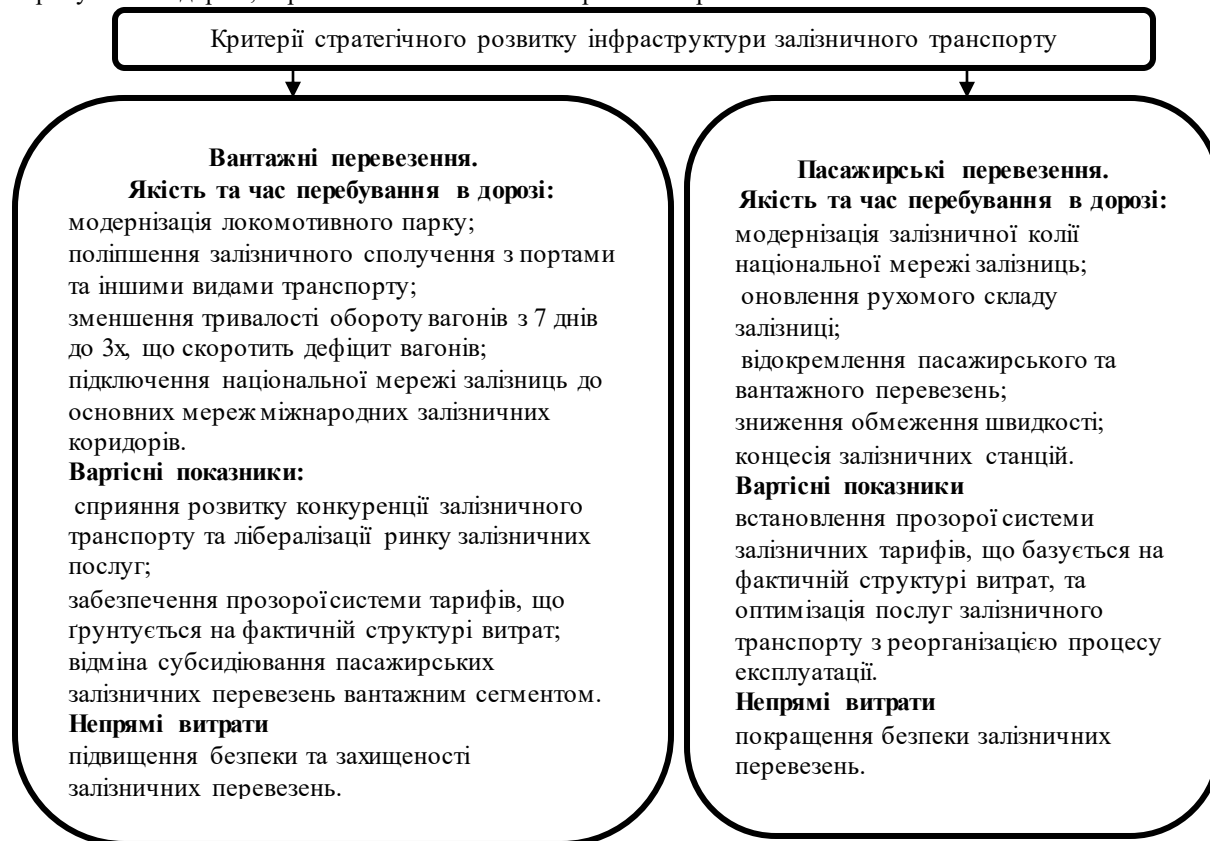 Критерії стратегічного розвитку інфраструктури залізничного транспорту
Вантажні перевезення.
Якість та час перебування в дорозі:
модернізація локомотивного парку;
поліпшення залізничного сполучення з портами
та іншими видами транспорту;
зменшення тривалості обороту вагонів з 7 днів
до 3х, що скоротить дефіцит вагонів;
підключення національної мережі залізниць до
основних мереж міжнародних залізничних
коридорів.
Вартісні показники:
сприяння розвитку конкуренції залізничного
транспорту та лібералізації ринку залізничних
послуг;
забезпечення прозорої системи тарифів, що
ґрунтується на фактичній структурі витрат;
відміна субсидіювання пасажирських
залізничних перевезень вантажним сегментом.
Непрямі витрати
підвищення безпеки та захищеності
залізничних перевезень.
Пасажирські перевезення.
Якість та час перебування в дорозі:
модернізація залізничної колії
національної мережі залізниць;
оновлення рухомого складу
залізниці;
відокремлення пасажирського та
вантажного перевезень;
зниження обмеження швидкості;
концесія залізничних станцій.
Вартісні показники
встановлення прозорої системи
залізничних тарифів, що базується на
фактичній структурі витрат, та
оптимізація послуг залізничного
транспорту з реорганізацією процесу
експлуатації.
Непрямі витрати
покращення безпеки залізничних
перевезень.